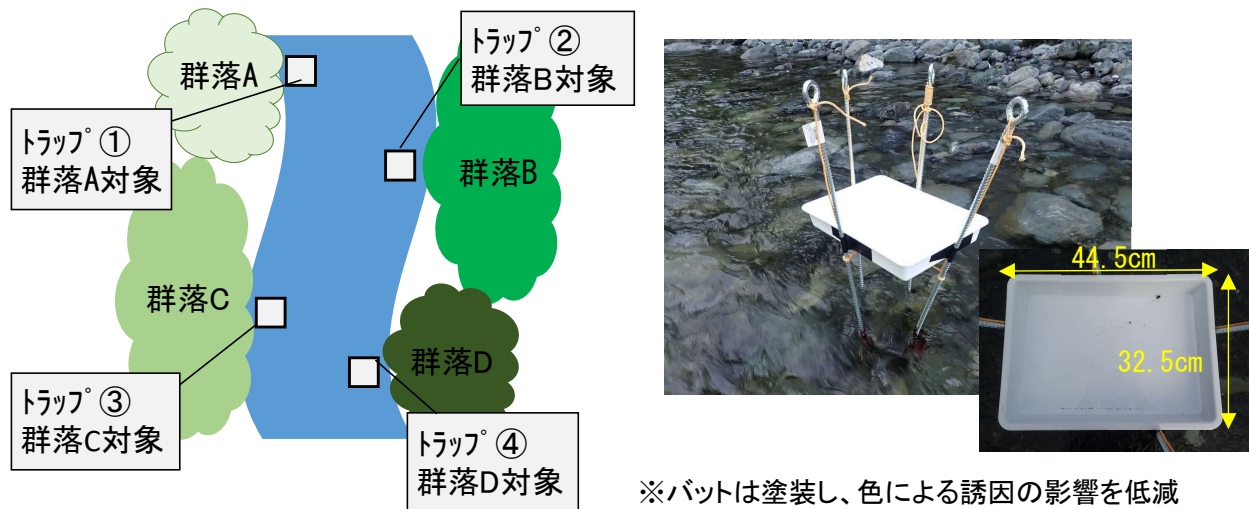 群落A
ﾄﾗｯﾌﾟ②
群落B対象
ﾄﾗｯﾌﾟ①
群落A対象
群落B
群落C
群落D
ﾄﾗｯﾌﾟ③
群落C対象
ﾄﾗｯﾌﾟ④
群落D対象
44.5cm
32.5cm
※バットは塗装し、色による誘因の影響を低減